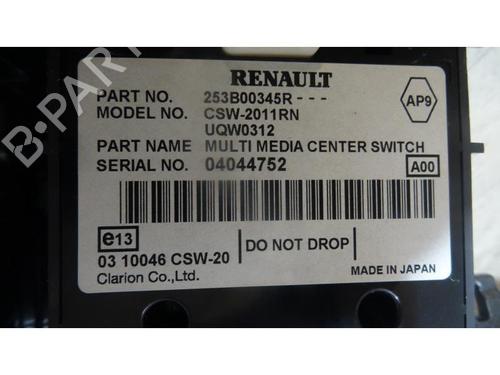 RENAULT
PART NO. 253B00345R - - -
AP9
MODEL NO. CSW-2011RN
UQW0312
PART NAME MULTI MEDIA CENTER SWITCH
SERIAL NO. 04044752
A00
e13
03 10046 CSW-20
DO NOT DROP
Clarion Co.,Ltd.
MADE IN JAPAN
B-PARTS